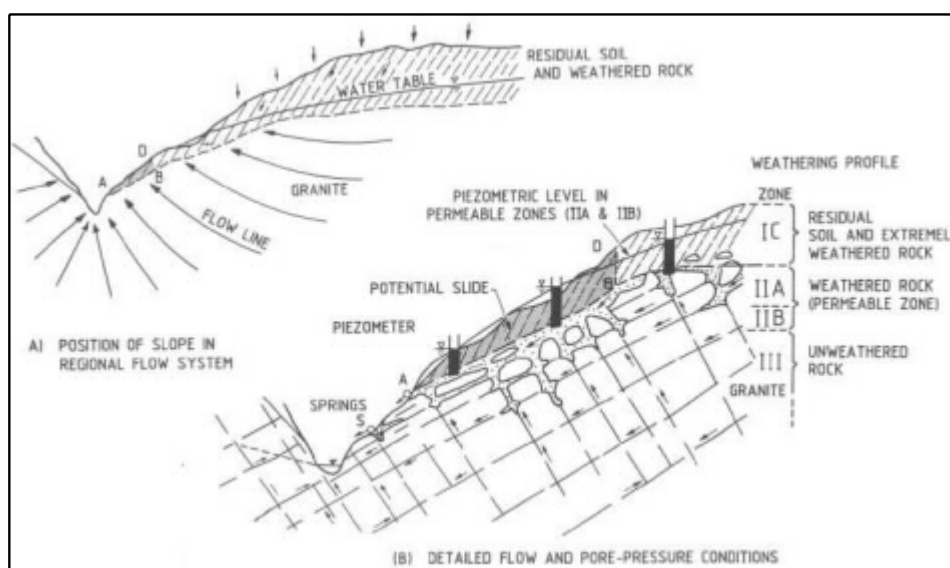 RESIDUAL SOIL
AND WEATHERED ROCK
WATER TABLE
D
A
B
GRANITE
FLOW LINE
A) POSITION OF SLOPE IN
REGIONAL FLOW SYSTEM
WEATHERING PROFILE
ZONE
PIEZOMETRIC LEVEL IN
PERMEABLE ZONES (IIA & IIB)
IC
RESIDUAL
SOIL AND EXTREMEL
WEATHERED ROCK
D
B
POTENTIAL SLIDE
IIA
WEATHERED ROCK
(PERMEABLE ZONE)
IIB
PIEZOMETER
III
UNWEATHERED
ROCK
GRANITE
A
SPRINGS
S
(B) DETAILED FLOW AND PORE-PRESSURE CONDITIONS